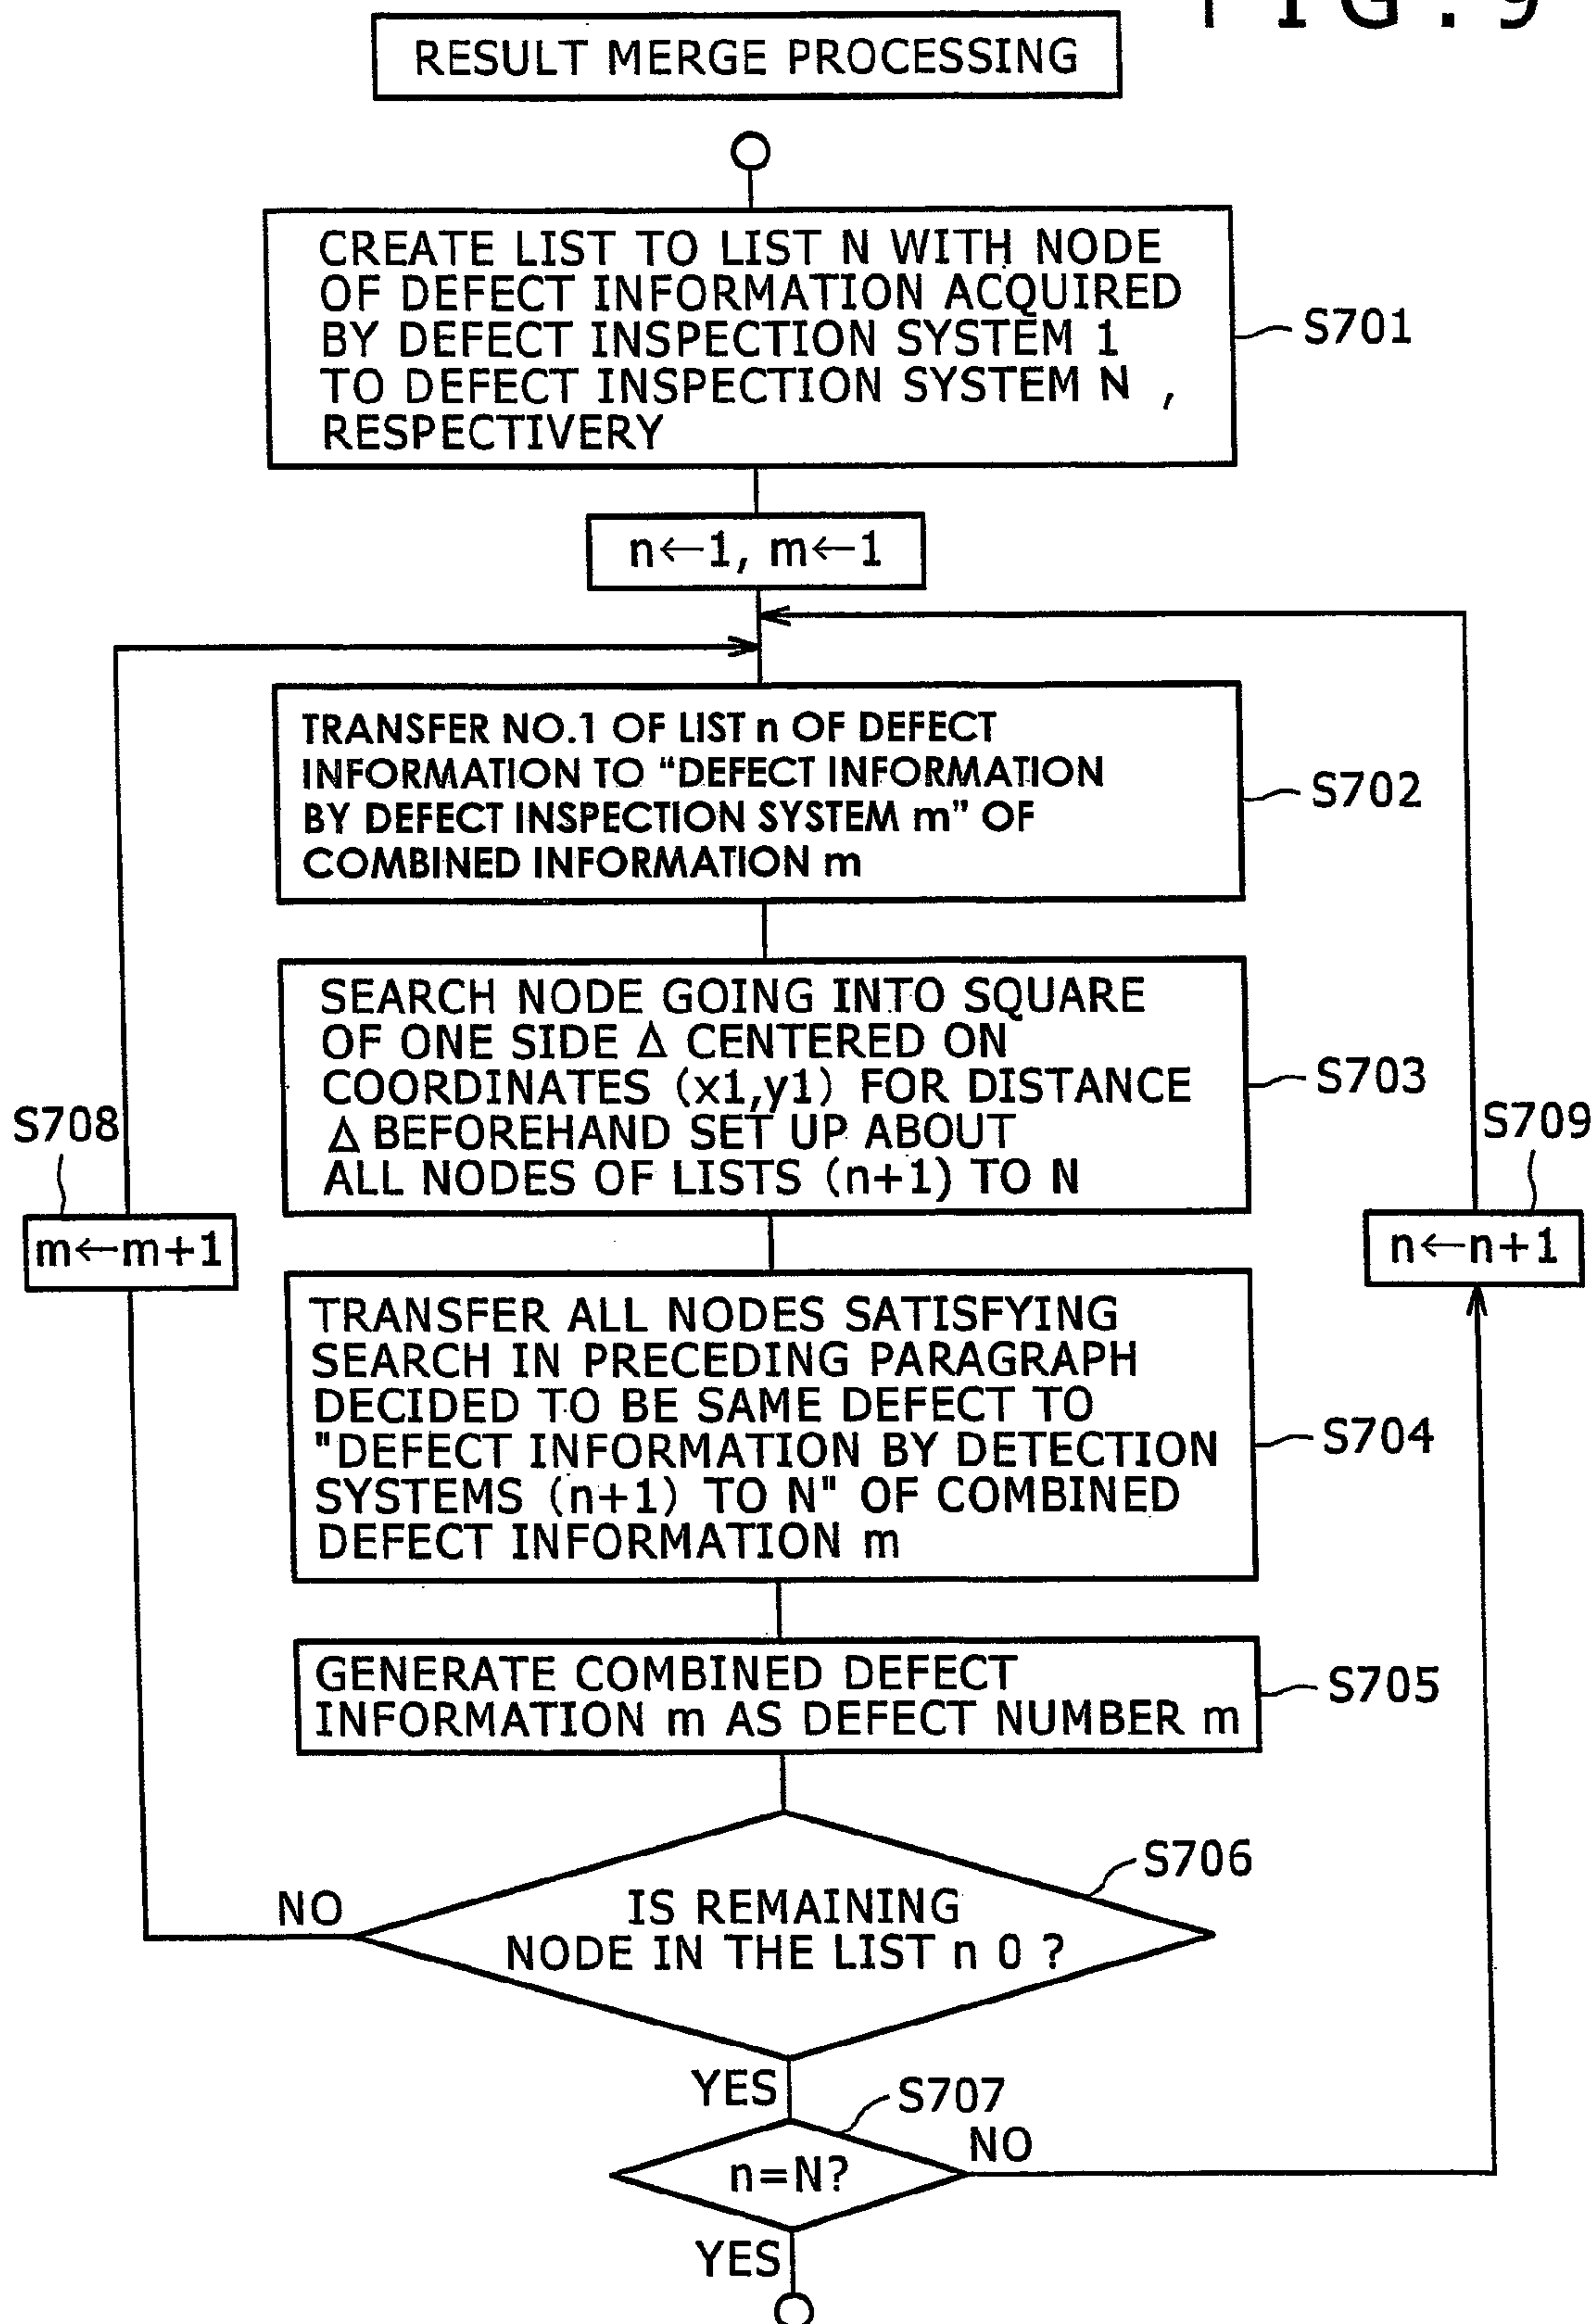 FIG.9
RESULT MERGE PROCESSING
CREATE LIST TO LIST N WITH NODE
OF DEFECT INFORMATION ACQUIRED
BY DEFECT INSPECTION SYSTEM 1
TO DEFECT INSPECTION SYSTEM N ,
RESPECTIVERY
S701
n←1, m←1
TRANSFER NO.1 OF LIST n OF DEFECT
INFORMATION TO “DEFECT INFORMATION
BY DEFECT INSPECTION SYSTEM m” OF
COMBINED INFORMATION m
S702
SEARCH NODE GOING INTO SQUARE
OF ONE SIDE Δ CENTERED ON
COORDINATES (x1,y1) FOR DISTANCE
Δ BEFOREHAND SET UP ABOUT
ALL NODES OF LISTS (n+1) TO N
S703
S708
m←m+1
S709
n←n+1
TRANSFER ALL NODES SATISFYING
SEARCH IN PRECEDING PARAGRAPH
DECIDED TO BE SAME DEFECT TO
"DEFECT INFORMATION BY DETECTION
SYSTEMS (n+1) TO N" OF COMBINED
DEFECT INFORMATION m
S704
GENERATE COMBINED DEFECT
INFORMATION m AS DEFECT NUMBER m
S705
S706
NO
IS REMAINING
NODE IN THE LIST n 0 ?
YES
S707
NO
n=N?
YES